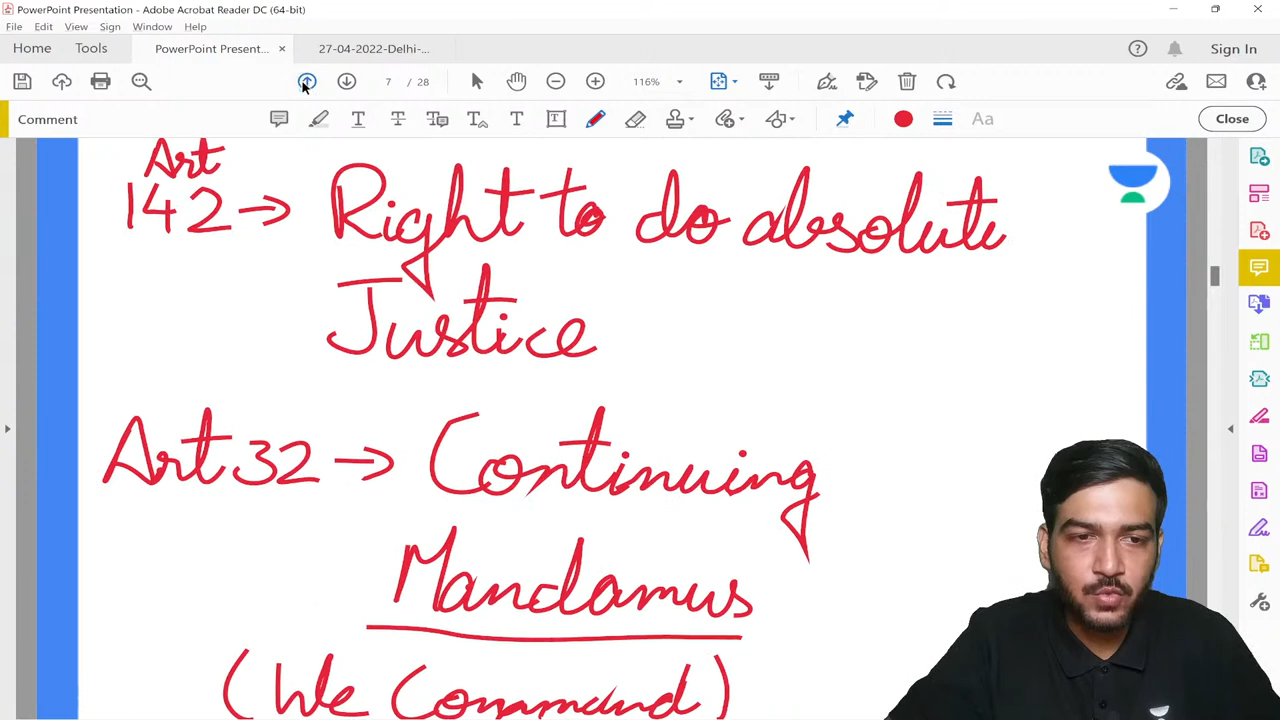 PowerPoint Presentation - Adobe Acrobat Reader DC (64-bit)
File Edit View Sign Window Help
Home Tools PowerPoint Present... × 27-04-2022-Delhi-... Sign In
7 / 28 116%
Comment Aa Close
Art
142 → Right to do absolute
Justice
Art 32 → Continuing
Mandamus
(We Command)